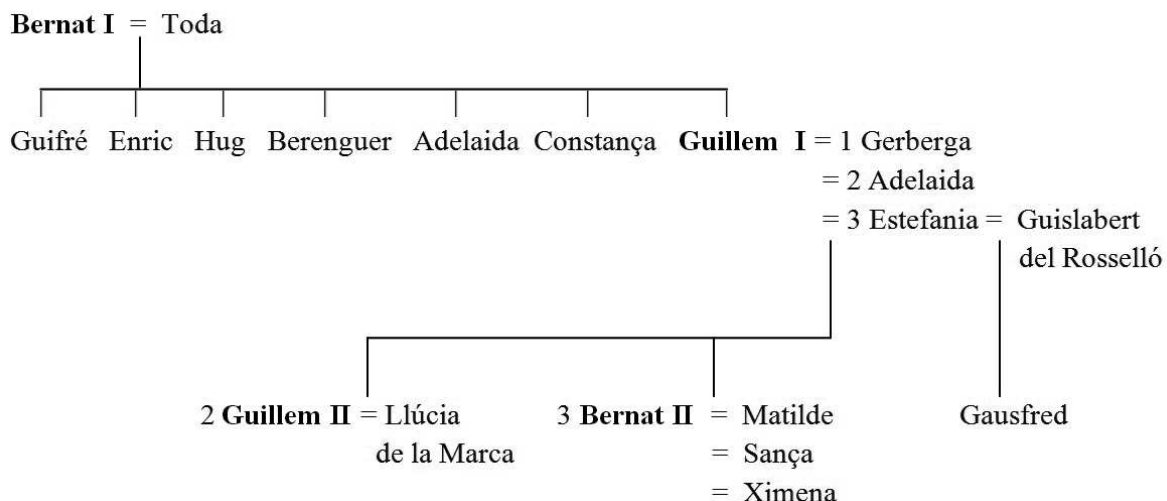 Bernat I = Toda
Guifré Enric Hug Berenguer Adelaida Constança Guillem I = 1 Gerberga
= 2 Adelaida
= 3 Estefania = Guislabert
del Rosselló
2 Guillem II = Llúcia 3 Bernat II = Matilde Gausfred
de la Marca = Sança
= Ximena